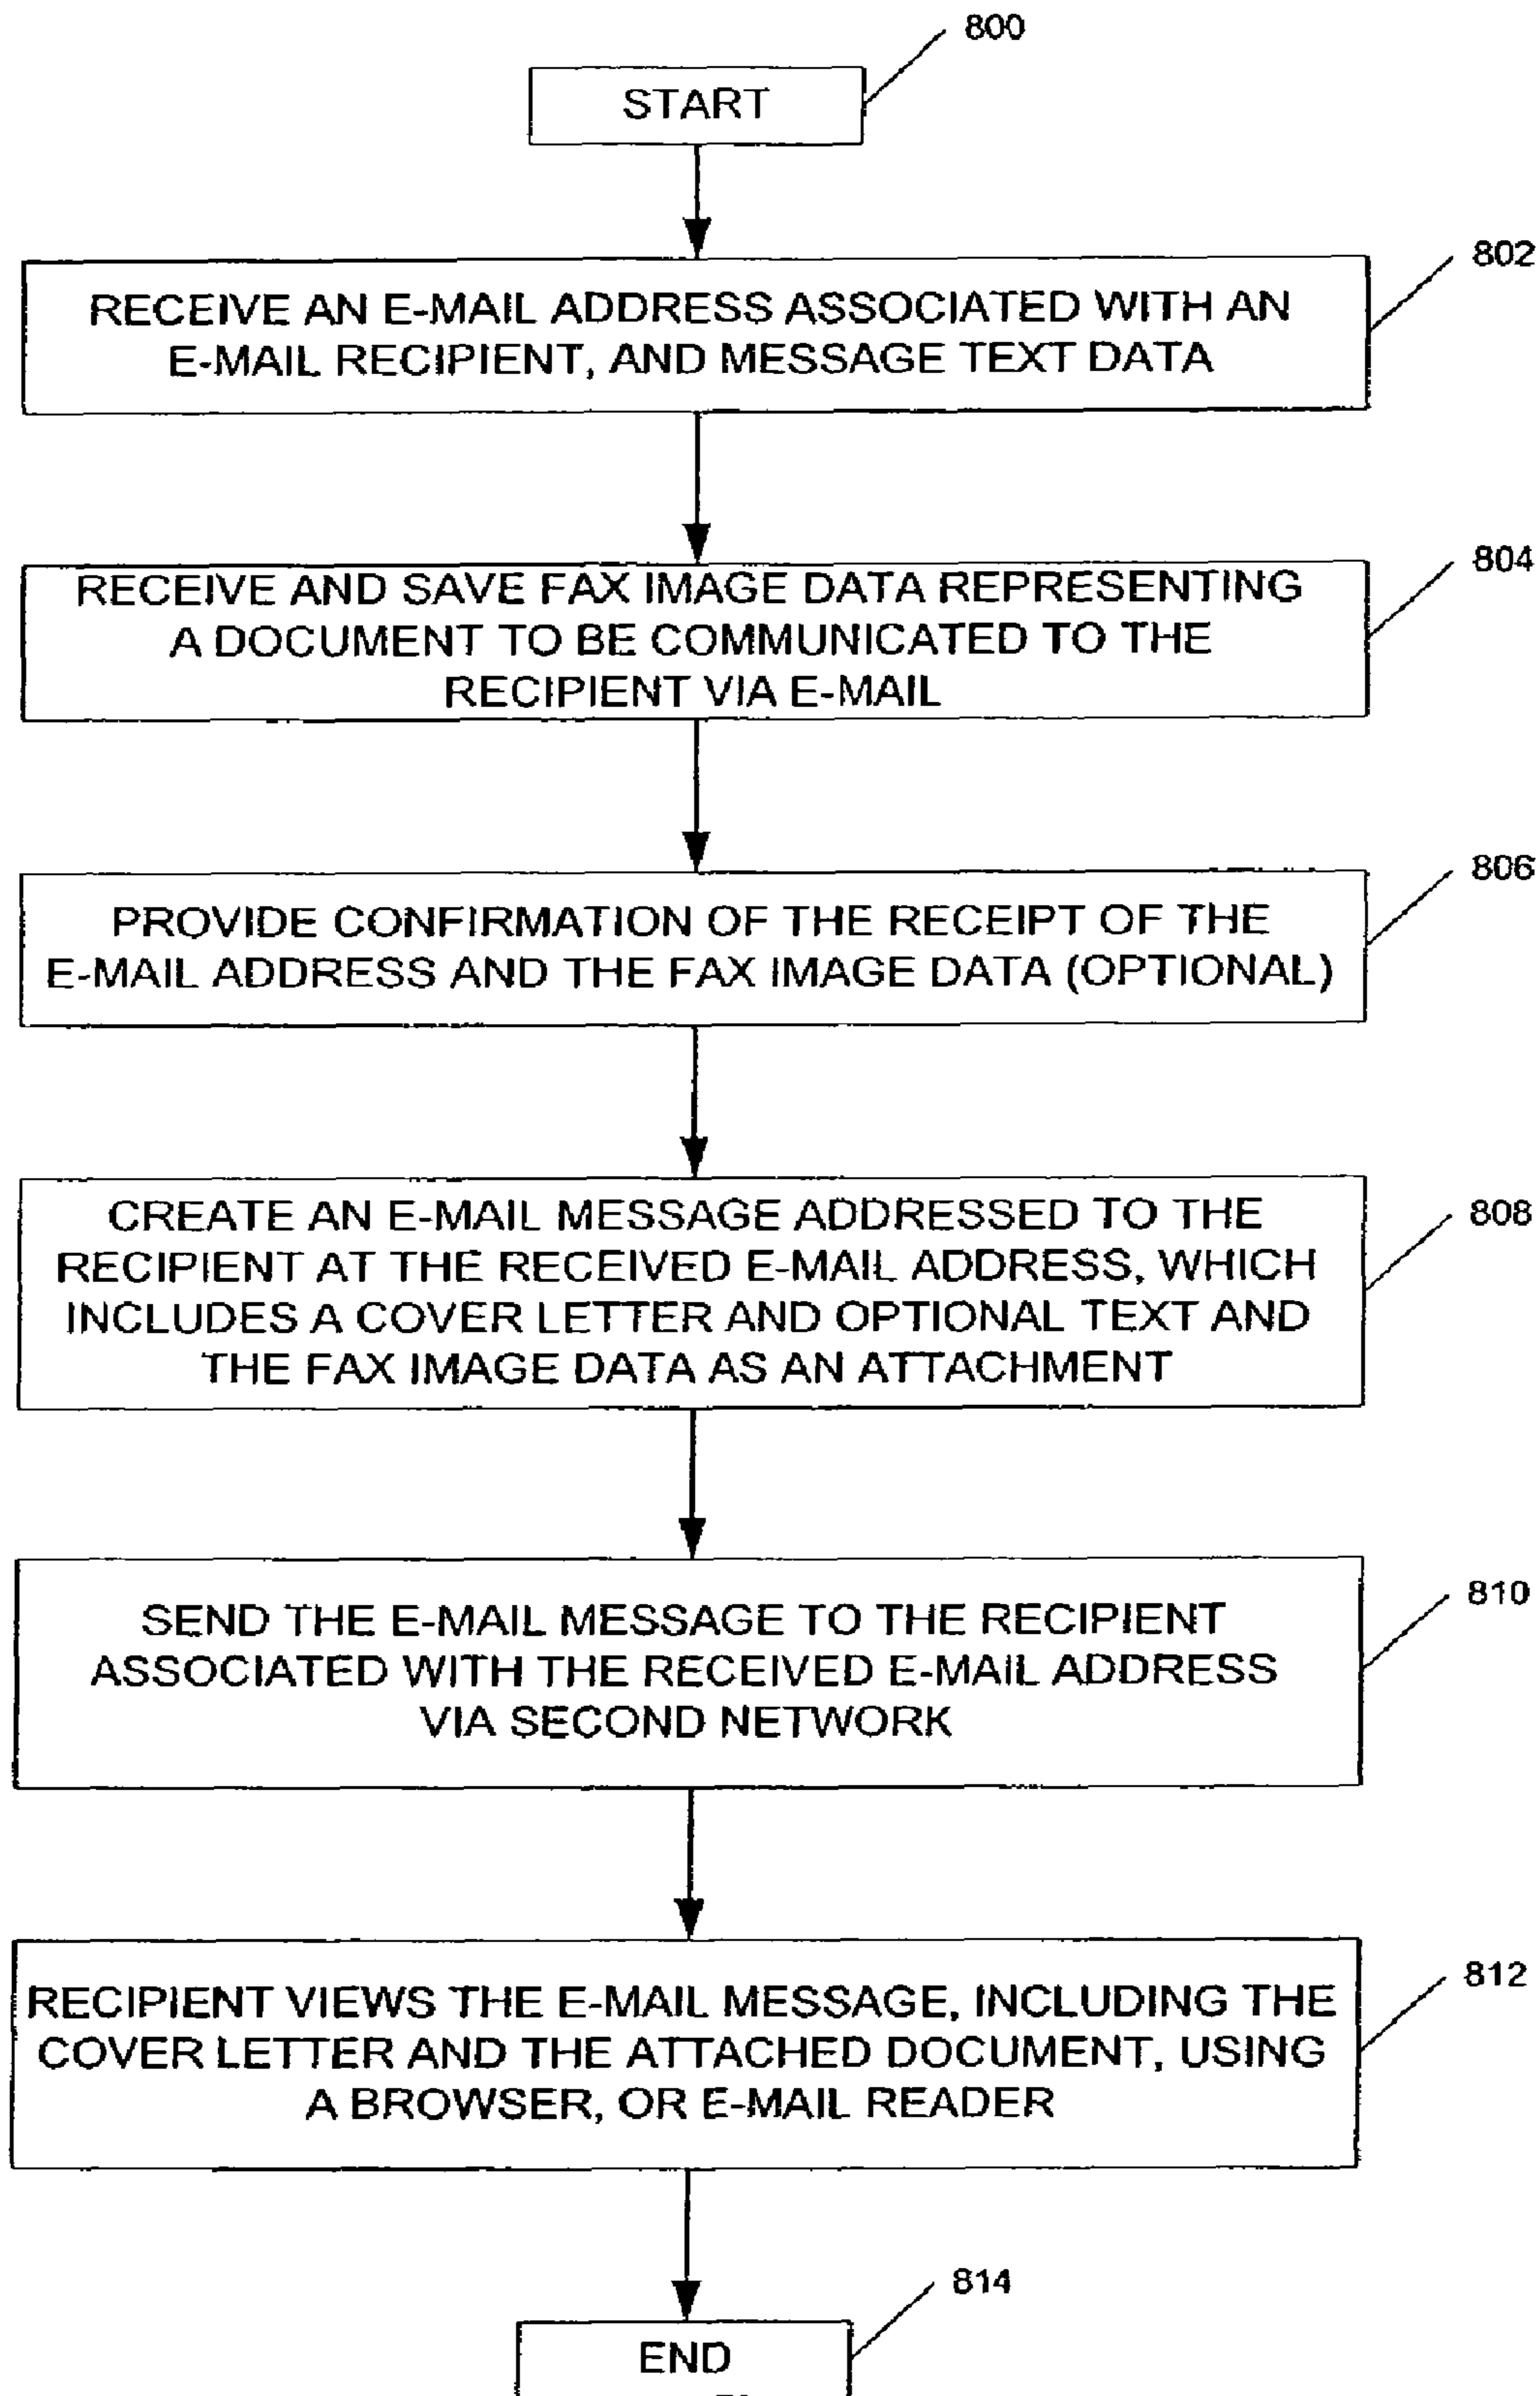 800
START
802
RECEIVE AN E-MAIL ADDRESS ASSOCIATED WITH AN
E-MAIL RECIPIENT, AND MESSAGE TEXT DATA
804
RECEIVE AND SAVE FAX IMAGE DATA REPRESENTING
A DOCUMENT TO BE COMMUNICATED TO THE
RECIPIENT VIA E-MAIL
806
PROVIDE CONFIRMATION OF THE RECEIPT OF THE
E-MAIL ADDRESS AND THE FAX IMAGE DATA (OPTIONAL)
808
CREATE AN E-MAIL MESSAGE ADDRESSED TO THE
RECIPIENT AT THE RECEIVED E-MAIL ADDRESS, WHICH
INCLUDES A COVER LETTER AND OPTIONAL TEXT AND
THE FAX IMAGE DATA AS AN ATTACHMENT
810
SEND THE E-MAIL MESSAGE TO THE RECIPIENT
ASSOCIATED WITH THE RECEIVED E-MAIL ADDRESS
VIA SECOND NETWORK
812
RECIPIENT VIEWS THE E-MAIL MESSAGE, INCLUDING THE
COVER LETTER AND THE ATTACHED DOCUMENT, USING
A BROWSER, OR E-MAIL READER
814
END